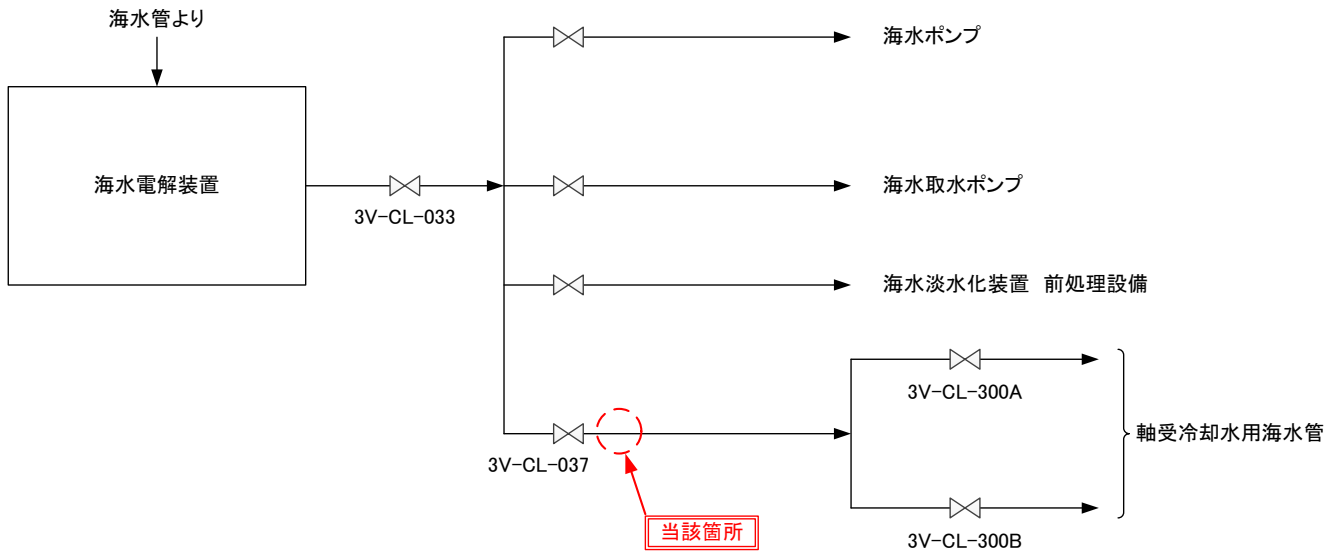 海水管より
海水ポンプ
海水電解装置
3V-CL-033
海水取水ポンプ
海水淡水化装置 前処理設備
3V-CL-300A
3V-CL-037
軸受冷却水用海水管
当該箇所
3V-CL-300B